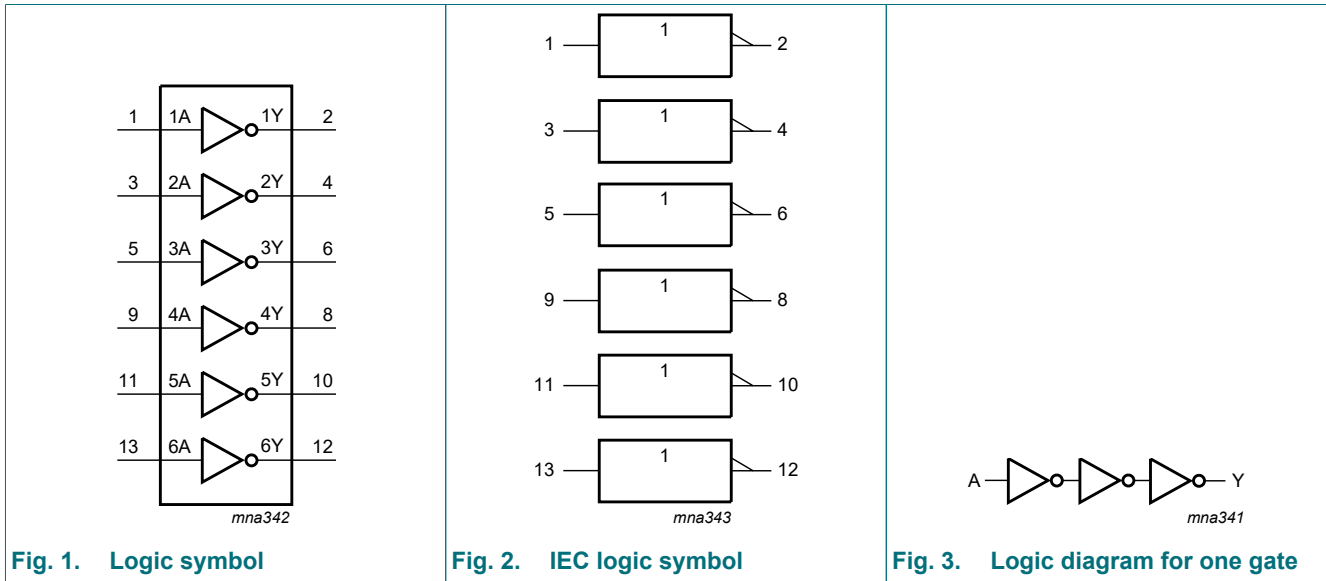 1 1A 1Y 2
3 2A 2Y 4
5 3A 3Y 6
9 4A 4Y 8
11 5A 5Y 10
13 6A 6Y 12
mna342
Fig. 1. Logic symbol
1 1 2
3 1 4
5 1 6
9 1 8
11 1 10
13 1 12
mna343
Fig. 2. IEC logic symbol
A Y
mna341
Fig. 3. Logic diagram for one gate